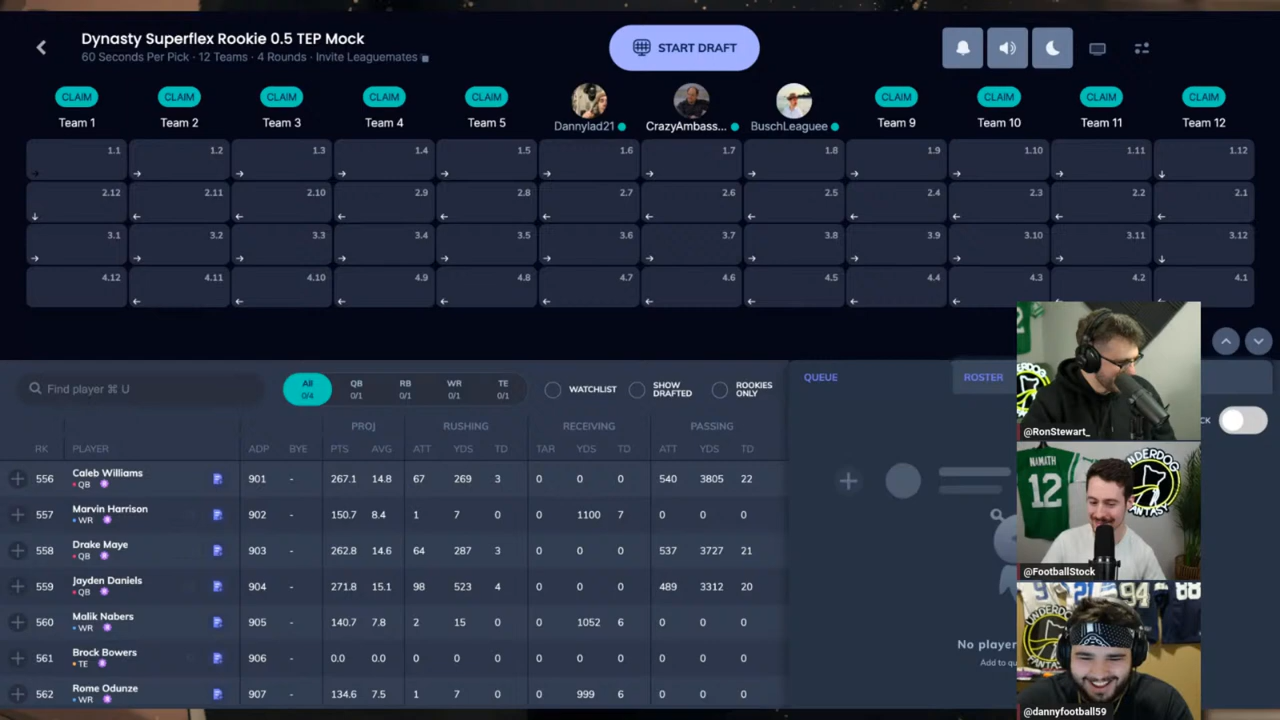 Dynasty Superflex Rookie 0.5 TEP Mock
60 Seconds Per Pick · 12 Teams · 4 Rounds · Invite Leaguemates
START DRAFT
CLAIM CLAIM CLAIM CLAIM CLAIM CLAIM CLAIM CLAIM CLAIM
Team 1 Team 2 Team 3 Team 4 Team 5 Dannylad21 CrazyAmbass... BuschLeaguee Team 9 Team 10 Team 11 Team 12
1.1 1.2 1.3 1.4 1.5 1.6 1.7 1.8 1.9 1.10 1.11 1.12
2.12 2.11 2.10 2.9 2.8 2.7 2.6 2.5 2.4 2.3 2.2 2.1
3.1 3.2 3.3 3.4 3.5 3.6 3.7 3.8 3.9 3.10 3.11 3.12
4.12 4.11 4.10 4.9 4.8 4.7 4.6 4.5 4.4 4.3 4.2 4.1
Find player ⌘ U
All 0/4
QB 0/1
RB 0/1
WR 0/1
TE 0/1
WATCHLIST
SHOW DRAFTED
ROOKIES ONLY
QUEUE
ROSTER
PROJ RUSHING RECEIVING PASSING
RK PLAYER ADP BYE PTS AVG ATT YDS TD TAR YDS TD ATT YDS TD
556 Caleb Williams QB 901 - 267.1 14.8 67 269 3 0 0 0 540 3805 22
557 Marvin Harrison WR 902 - 150.7 8.4 1 7 0 0 1100 7 0 0 0
558 Drake Maye QB 903 - 262.8 14.6 64 287 3 0 0 0 537 3727 21
559 Jayden Daniels QB 904 - 271.6 15.1 98 523 4 0 0 0 489 3312 20
560 Malik Nabers WR 905 - 140.7 7.8 2 15 0 0 1052 6 0 0 0
561 Brock Bowers TE 906 - 0.0 0.0 0 0 0 0 0 0 0 0 0
562 Rome Odunze WR 907 - 134.6 7.5 1 7 0 0 999 6 0 0 0
No player
Add to qu
CK
@RonStewart_
NAMATH
12
UNDERDOG
FANTASY
@FootballStock
94
88
UNDERDOG
FANTASY
@dannyfootball59